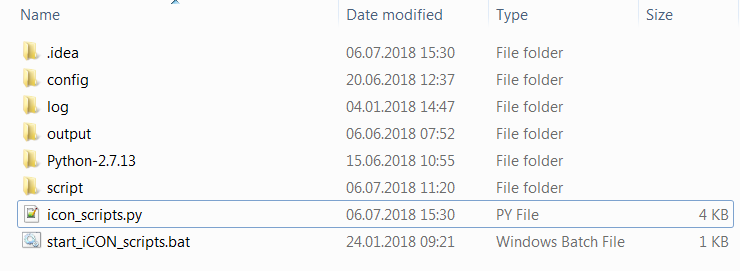 Name Date modified Type Size
.idea 06.07.2018 15:30 File folder
config 20.06.2018 12:37 File folder
log 04.01.2018 14:47 File folder
output 06.06.2018 07:52 File folder
Python-2.7.13 15.06.2018 10:55 File folder
script 06.07.2018 11:20 File folder
icon_scripts.py 06.07.2018 15:30 PY File 4 KB
start_iCON_scripts.bat 24.01.2018 09:21 Windows Batch File 1 KB